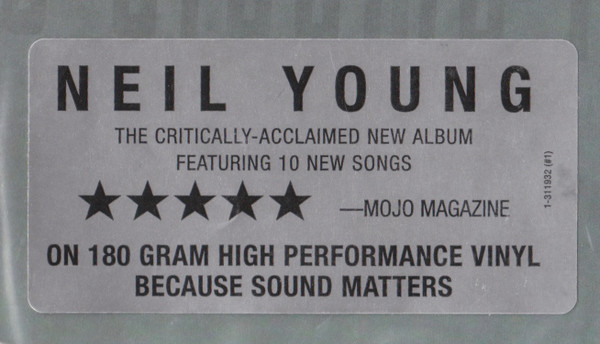 NEIL YOUNG
THE CRITICALLY-ACCLAIMED NEW ALBUM
FEATURING 10 NEW SONGS
—MOJO MAGAZINE
1-311932 (#1)
ON 180 GRAM HIGH PERFORMANCE VINYL
BECAUSE SOUND MATTERS